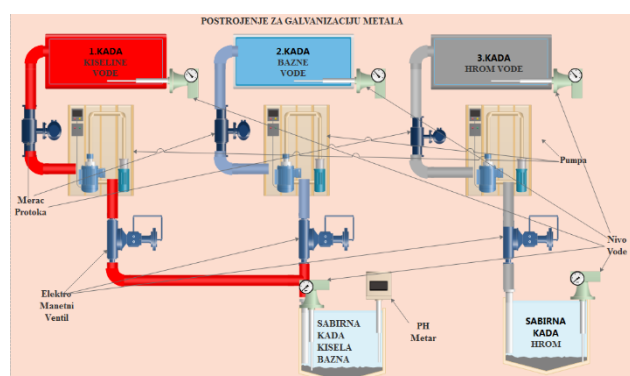 POSTROJENJE ZA GALVANIZACIJU METALA
1.KADA
KISELINE
VODE
2.KADA
BAZNE
VODE
3.KADA
HROM VODE
Pumpa
Merac
Protoka
Nivo
Vode
Elektro
Manetni
Ventil
PH
Metar
SABIRNA
KADA
KISELA
BAZNA
SABIRNA
KADA
HROM